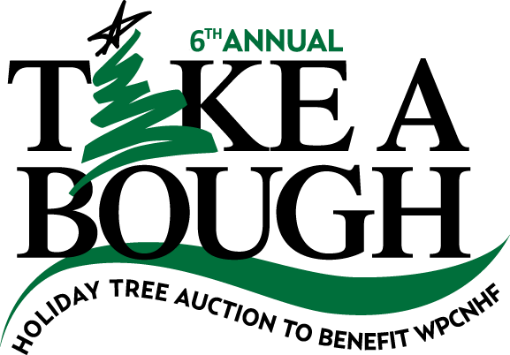 6TH ANNUAL
TAKE A
BOUGH
HOLIDAY TREE AUCTION TO BENEFIT WPCNHF